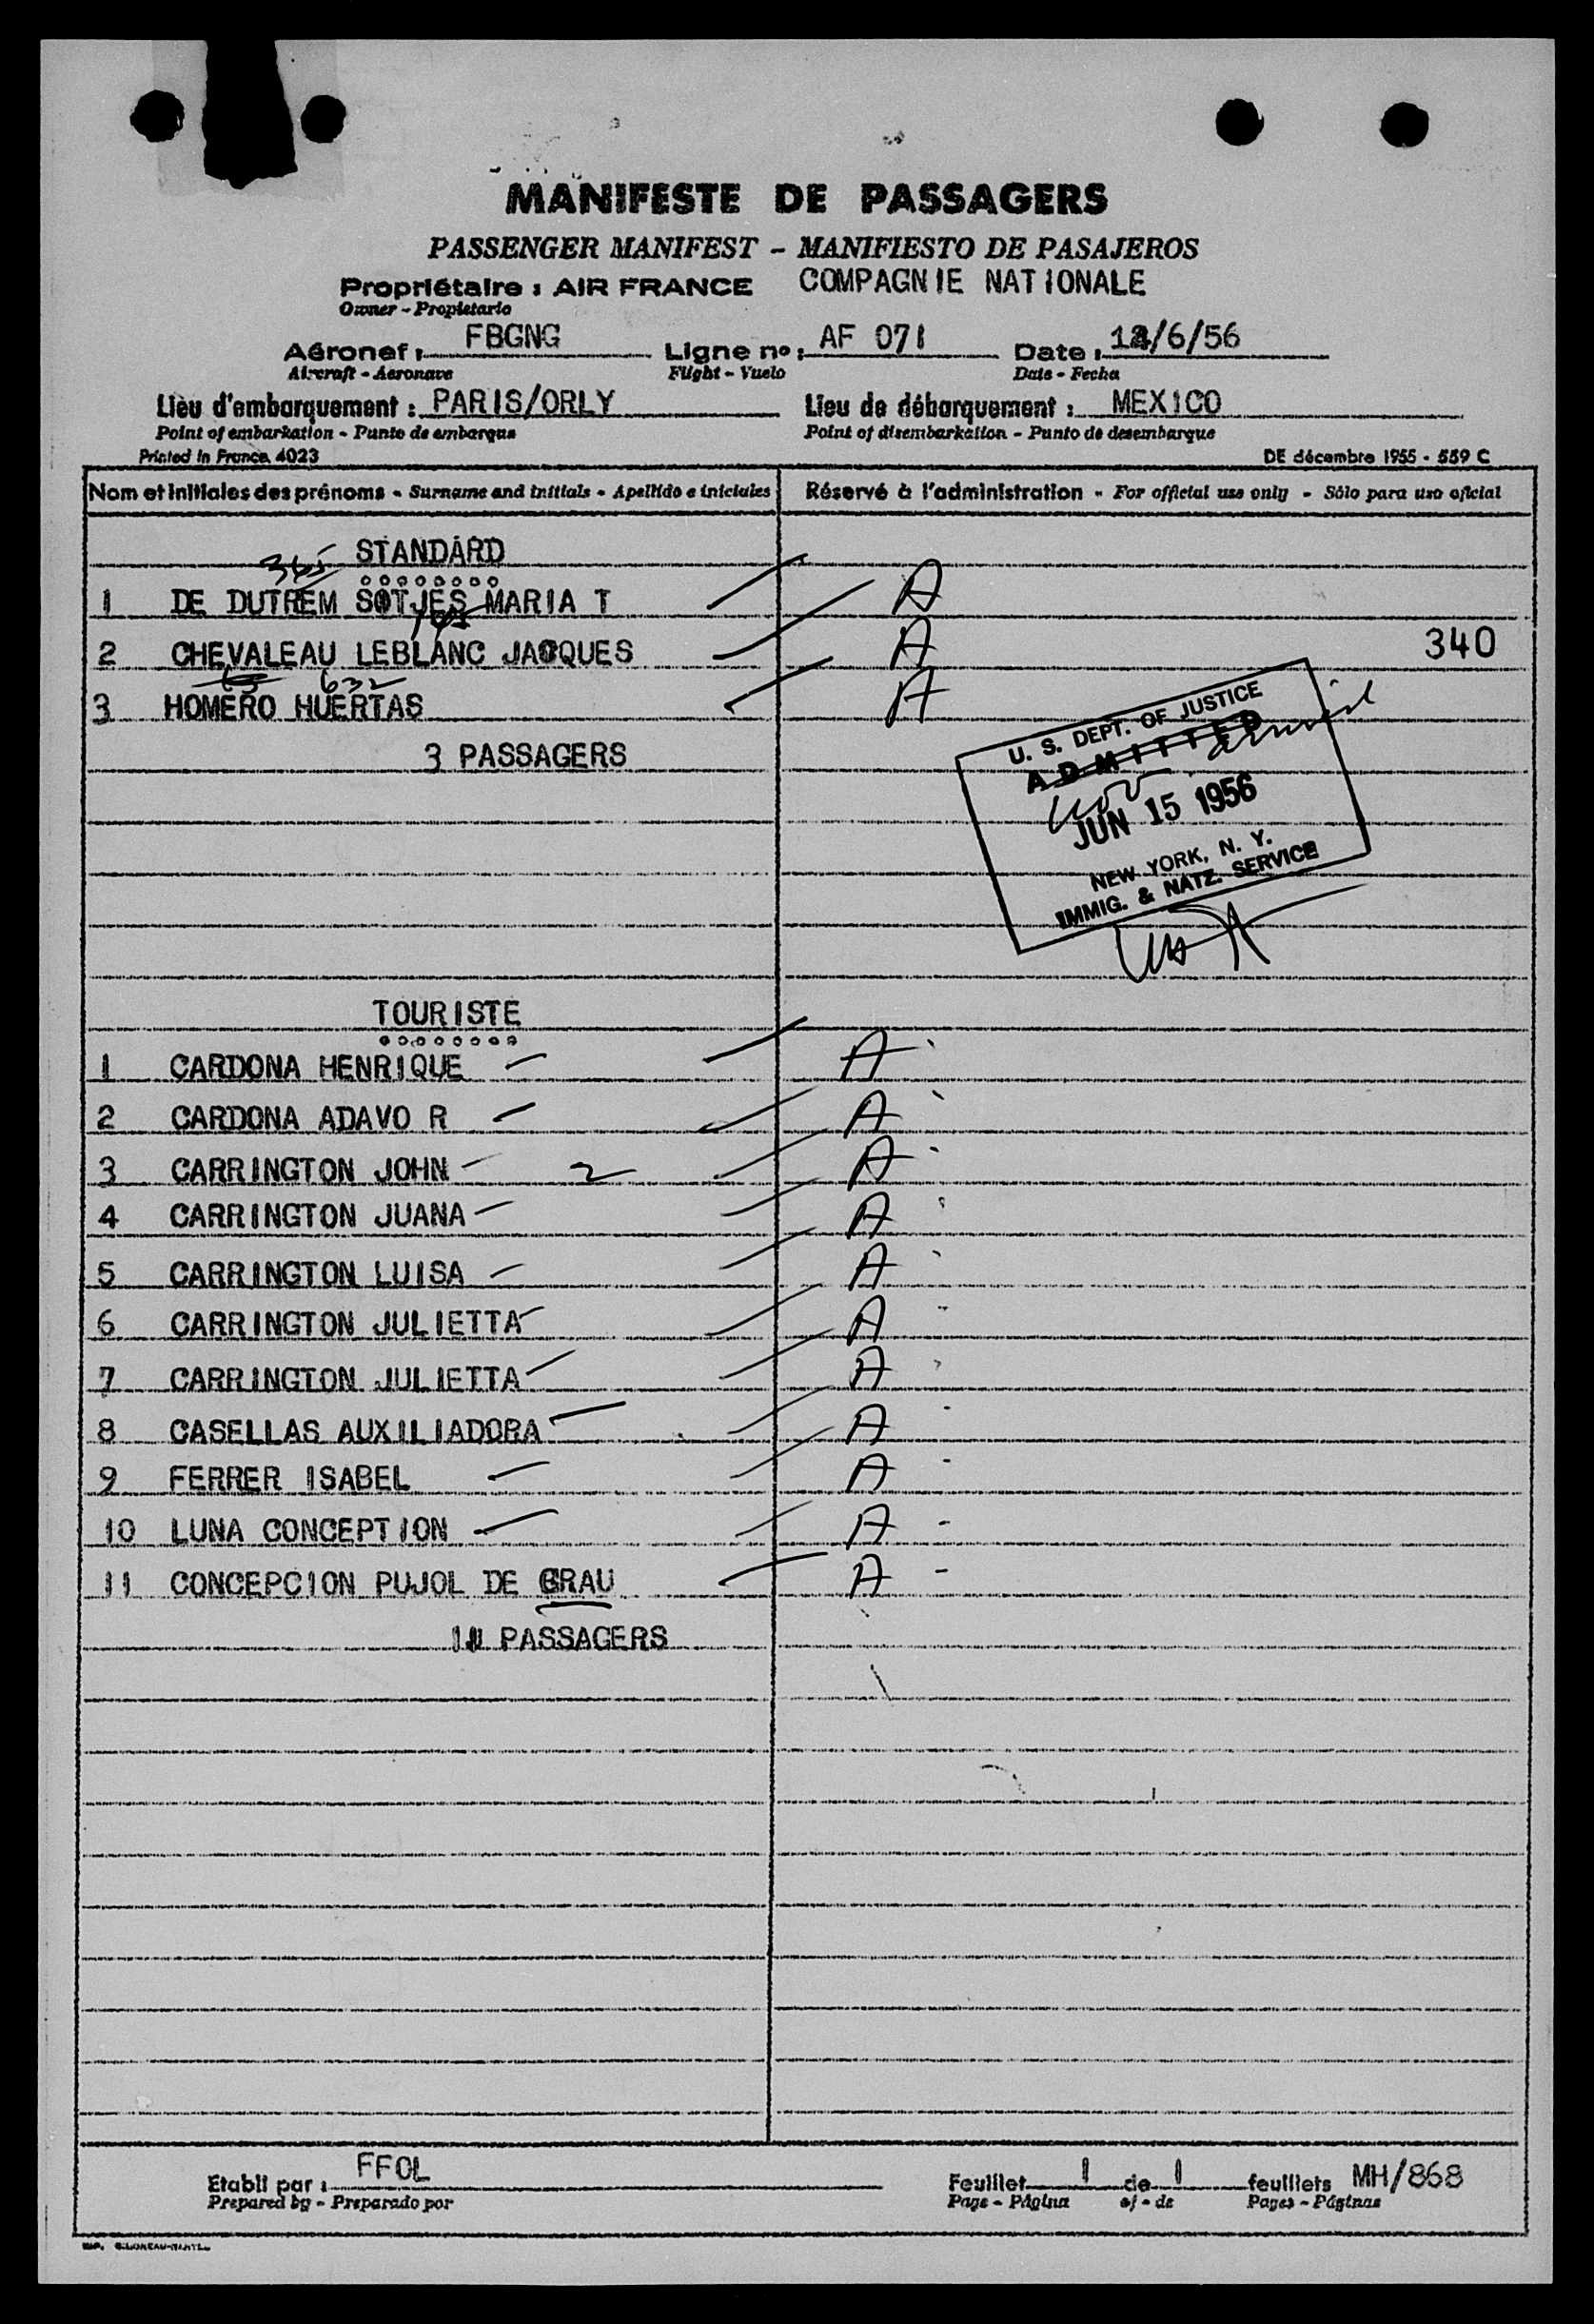 MANIFESTE DE PASSAGERS
PASSENGER MANIFEST - MANIFIESTO DE PASAJEROS
Propriétaire : AIR FRANCE COMPAGNIE NATIONALE
Owner - Propietario
Aéronef : FBGNG Ligne no : AF 071 Date : /6/56
Aircraft - Aeronave Flight - Vuelo Date - Fecha
Lieu d'embarquement : PARIS/ORLY Lieu de débarquement : MEXICO
Point of embarkation - Punto de embarque Point of disembarkation - Punto de desembarque
Printed in France 4023 DE décembre 1955 - 559 C
Nom et initiales des prénoms - Surname and initials - Apellido e iniciales Réservé à l'administration - For official use only - Sólo para uso oficial
STANDARD
365
1 DE DUTREM SOTJES MARIA T A
2 CHEVALEAU LEBLANC JACQUES A 340
632
3 HOMERO HUERTAS A
3 PASSAGERS
U. S. DEPT. OF JUSTICE
ADMITTED
JUN 15 1956
NEW YORK, N. Y.
IMMIG. & NATZ. SERVICE
TOURISTE
1 CARDONA HENRIQUE A
2 CARDONA ADAVO R A
3 CARRINGTON JOHN 2 A
4 CARRINGTON JUANA A
5 CARRINGTON LUISA A
6 CARRINGTON JULIETTA A
7 CARRINGTON JULIETTA A
8 CASELLAS AUXILIADORA A
9 FERRER ISABEL A
10 LUNA CONCEPTION A
11 CONCEPCION PUJOL DE GRAU A
11 PASSAGERS
Etabli par : FFOL Feuillet 1 de 1 feuillets MH/868
Prepared by - Preparado por Page - Página of - de Pages - Páginas